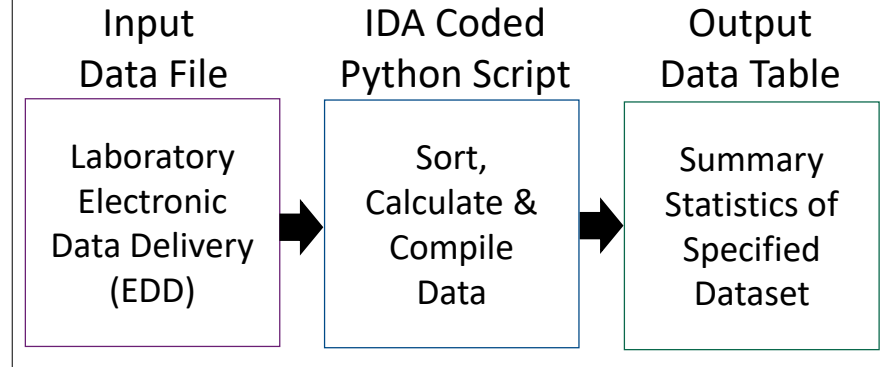 Input
Data File
IDA Coded
Python Script
Output
Data Table
Laboratory
Electronic
Data Delivery
(EDD)
Sort,
Calculate &
Compile
Data
Summary
Statistics of
Specified
Dataset